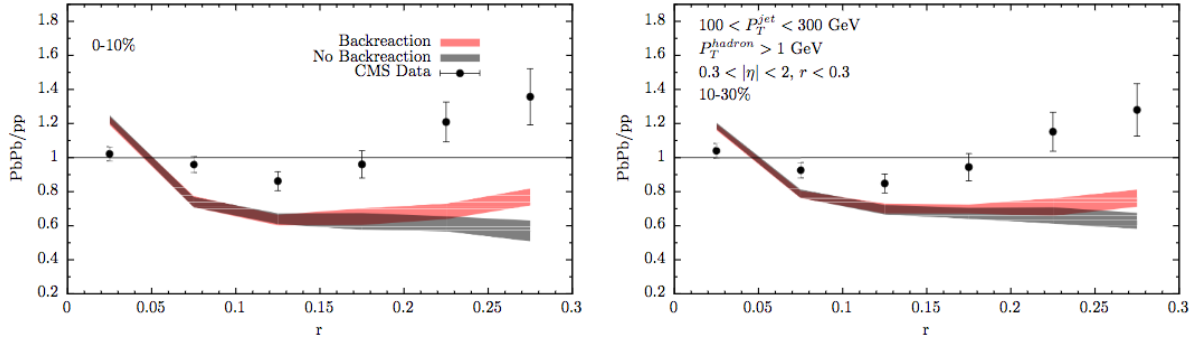 1.8
1.6
1.4
1.2
1
0.8
0.6
0.4
0.2
PbPb/pp
0-10%
Backreaction
No Backreaction
CMS Data
0 0.05 0.1 0.15 0.2 0.25 0.3
r
1.8
1.6
1.4
1.2
1
0.8
0.6
0.4
0.2
PbPb/pp
100 < P_T^{jet} < 300 GeV
P_T^{hadron} > 1 GeV
0.3 < |η| < 2, r < 0.3
10-30%
0 0.05 0.1 0.15 0.2 0.25 0.3
r